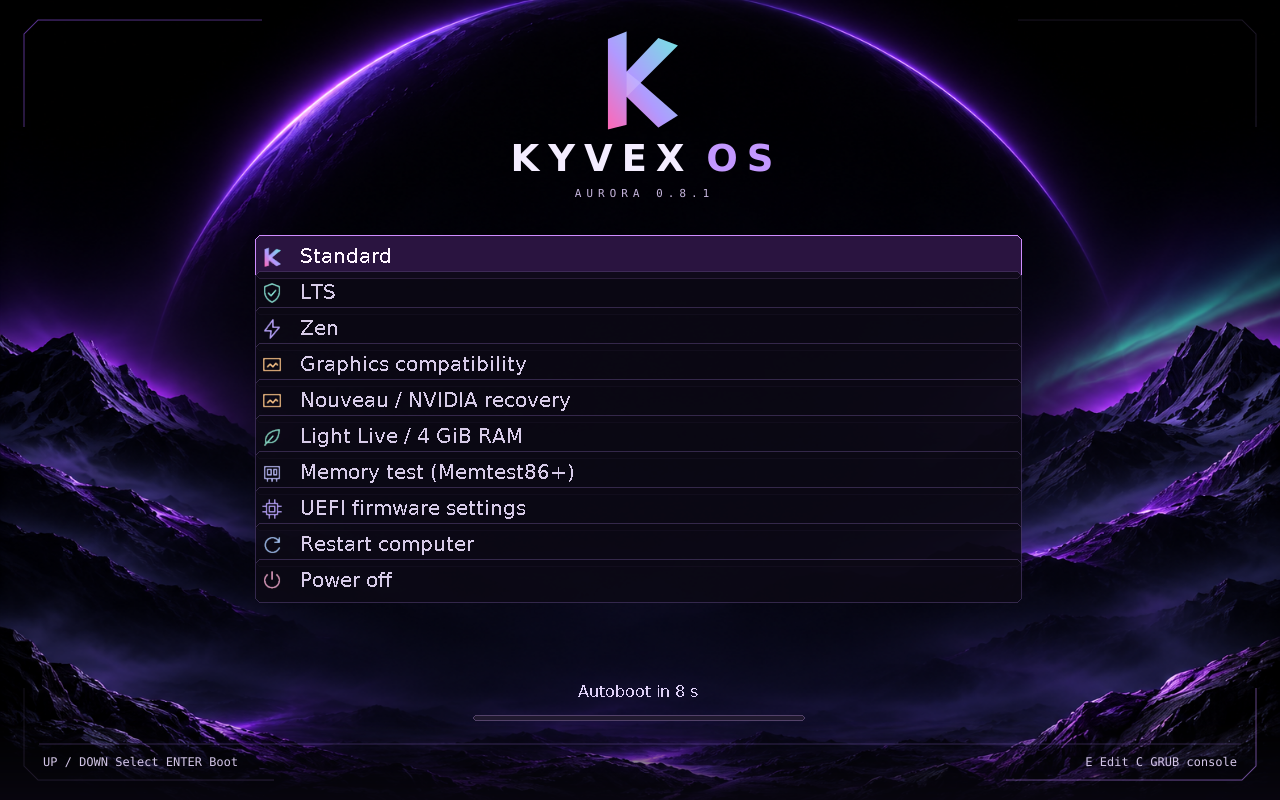 KYVEX OS
AURORA 0.8.1
Standard
LTS
Zen
Graphics compatibility
Nouveau / NVIDIA recovery
Light Live / 4 GiB RAM
Memory test (Memtest86+)
UEFI firmware settings
Restart computer
Power off
Autoboot in 8 s
UP / DOWN Select ENTER Boot
E Edit C GRUB console